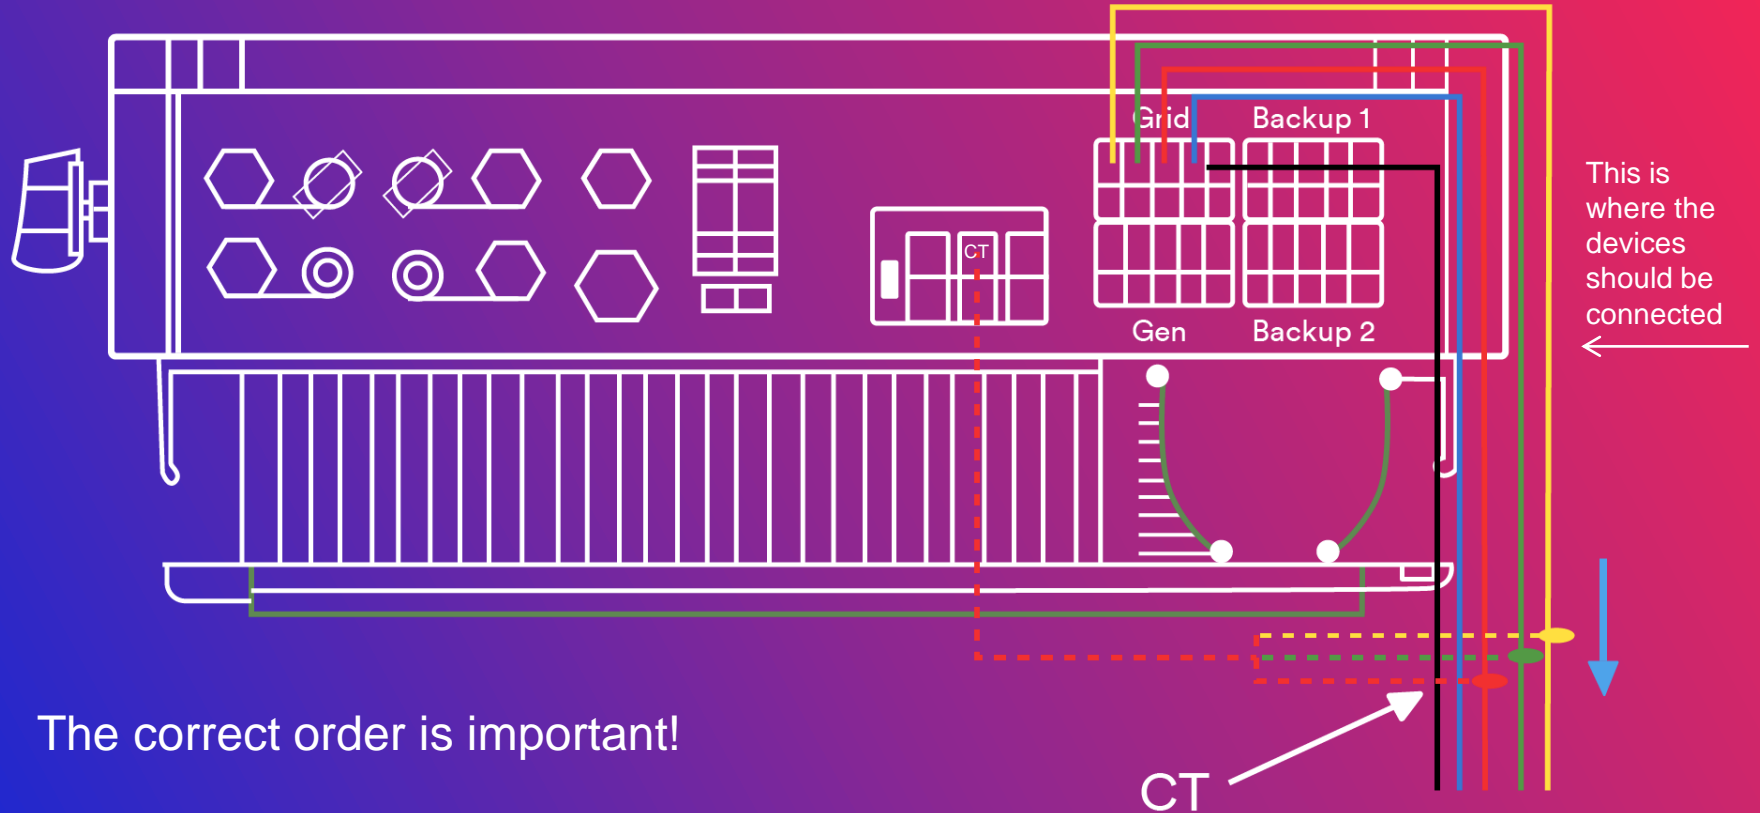 Grid
Backup 1
This is
where the
devices
should be
connected
CT
Gen
Backup 2
The correct order is important!
CT